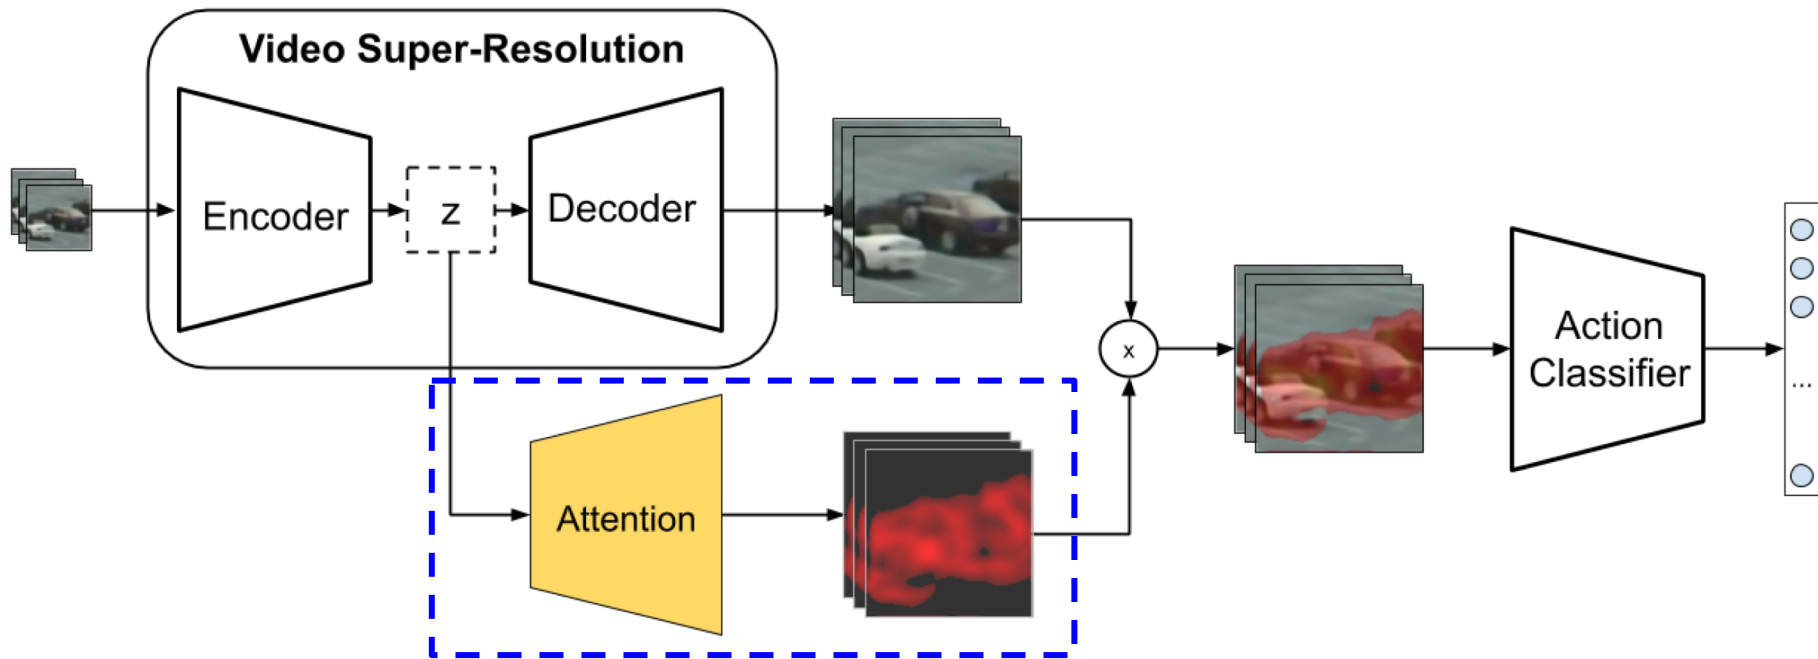 Video Super-Resolution
Encoder
z
Decoder
x
Action
Classifier
...
Attention